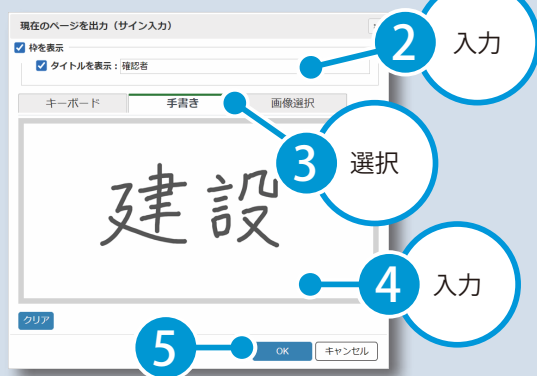 現在のページを出力（サイン入力）
枠を表示
タイトルを表示：確認者
2 入力
キーボード 手書き 画像選択
3 選択
建設
4 入力
クリア
5
OK キャンセル